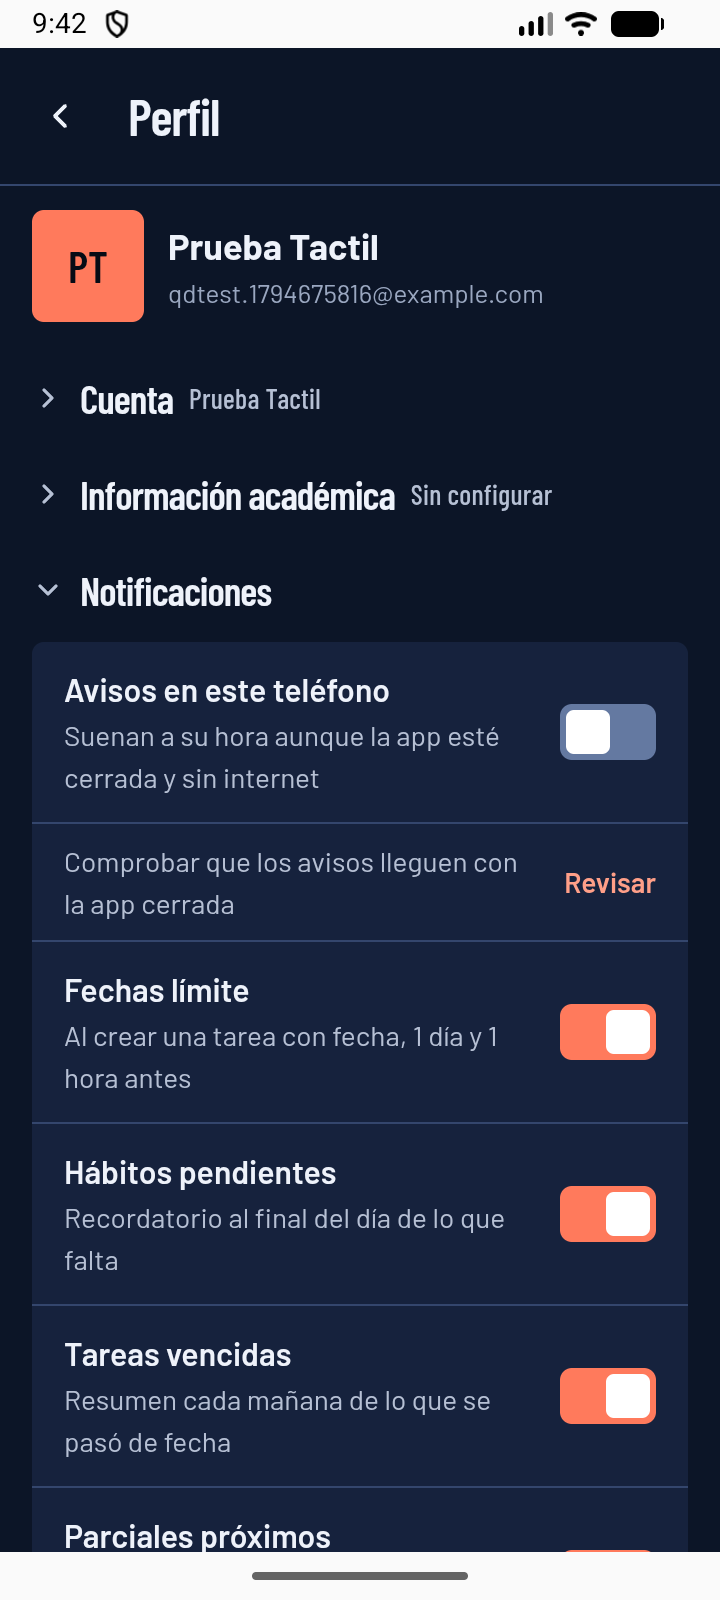 9:42
Perfil
PT
Prueba Tactil
qdtest.1794675816@example.com
Cuenta Prueba Tactil
Información académica Sin configurar
Notificaciones
Avisos en este teléfono
Suenan a su hora aunque la app esté
cerrada y sin internet
Comprobar que los avisos lleguen con
la app cerrada
Revisar
Fechas límite
Al crear una tarea con fecha, 1 día y 1
hora antes
Hábitos pendientes
Recordatorio al final del día de lo que
falta
Tareas vencidas
Resumen cada mañana de lo que se
pasó de fecha
Parciales próximos